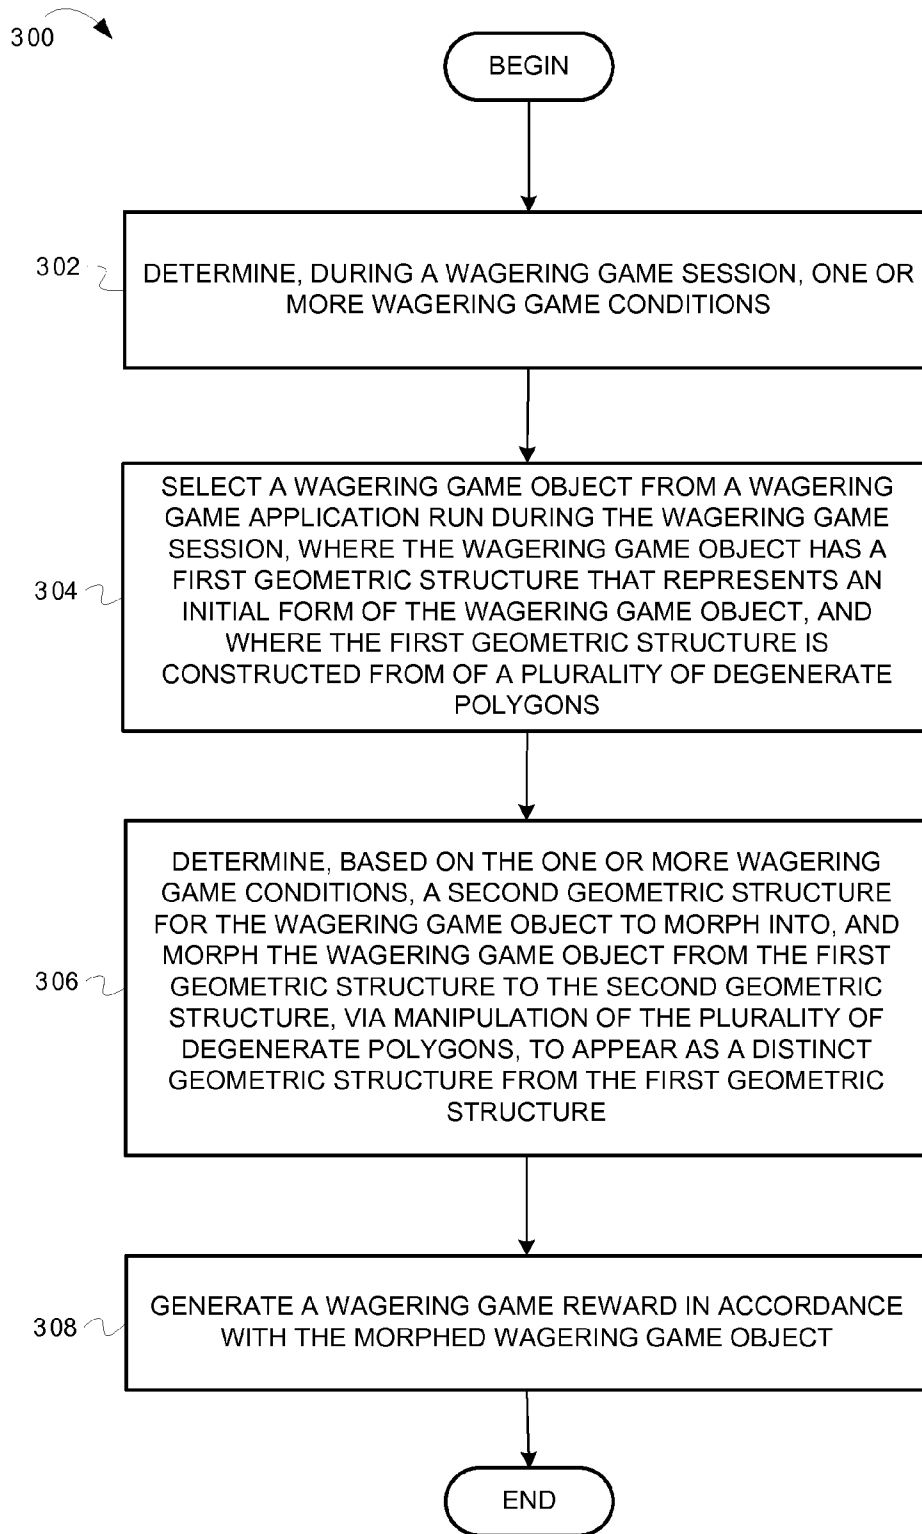 300
BEGIN
302
DETERMINE, DURING A WAGERING GAME SESSION, ONE OR
MORE WAGERING GAME CONDITIONS
304
SELECT A WAGERING GAME OBJECT FROM A WAGERING
GAME APPLICATION RUN DURING THE WAGERING GAME
SESSION, WHERE THE WAGERING GAME OBJECT HAS A
FIRST GEOMETRIC STRUCTURE THAT REPRESENTS AN
INITIAL FORM OF THE WAGERING GAME OBJECT, AND
WHERE THE FIRST GEOMETRIC STRUCTURE IS
CONSTRUCTED FROM OF A PLURALITY OF DEGENERATE
POLYGONS
306
DETERMINE, BASED ON THE ONE OR MORE WAGERING
GAME CONDITIONS, A SECOND GEOMETRIC STRUCTURE
FOR THE WAGERING GAME OBJECT TO MORPH INTO, AND
MORPH THE WAGERING GAME OBJECT FROM THE FIRST
GEOMETRIC STRUCTURE TO THE SECOND GEOMETRIC
STRUCTURE, VIA MANIPULATION OF THE PLURALITY OF
DEGENERATE POLYGONS, TO APPEAR AS A DISTINCT
GEOMETRIC STRUCTURE FROM THE FIRST GEOMETRIC
STRUCTURE
308
GENERATE A WAGERING GAME REWARD IN ACCORDANCE
WITH THE MORPHED WAGERING GAME OBJECT
END